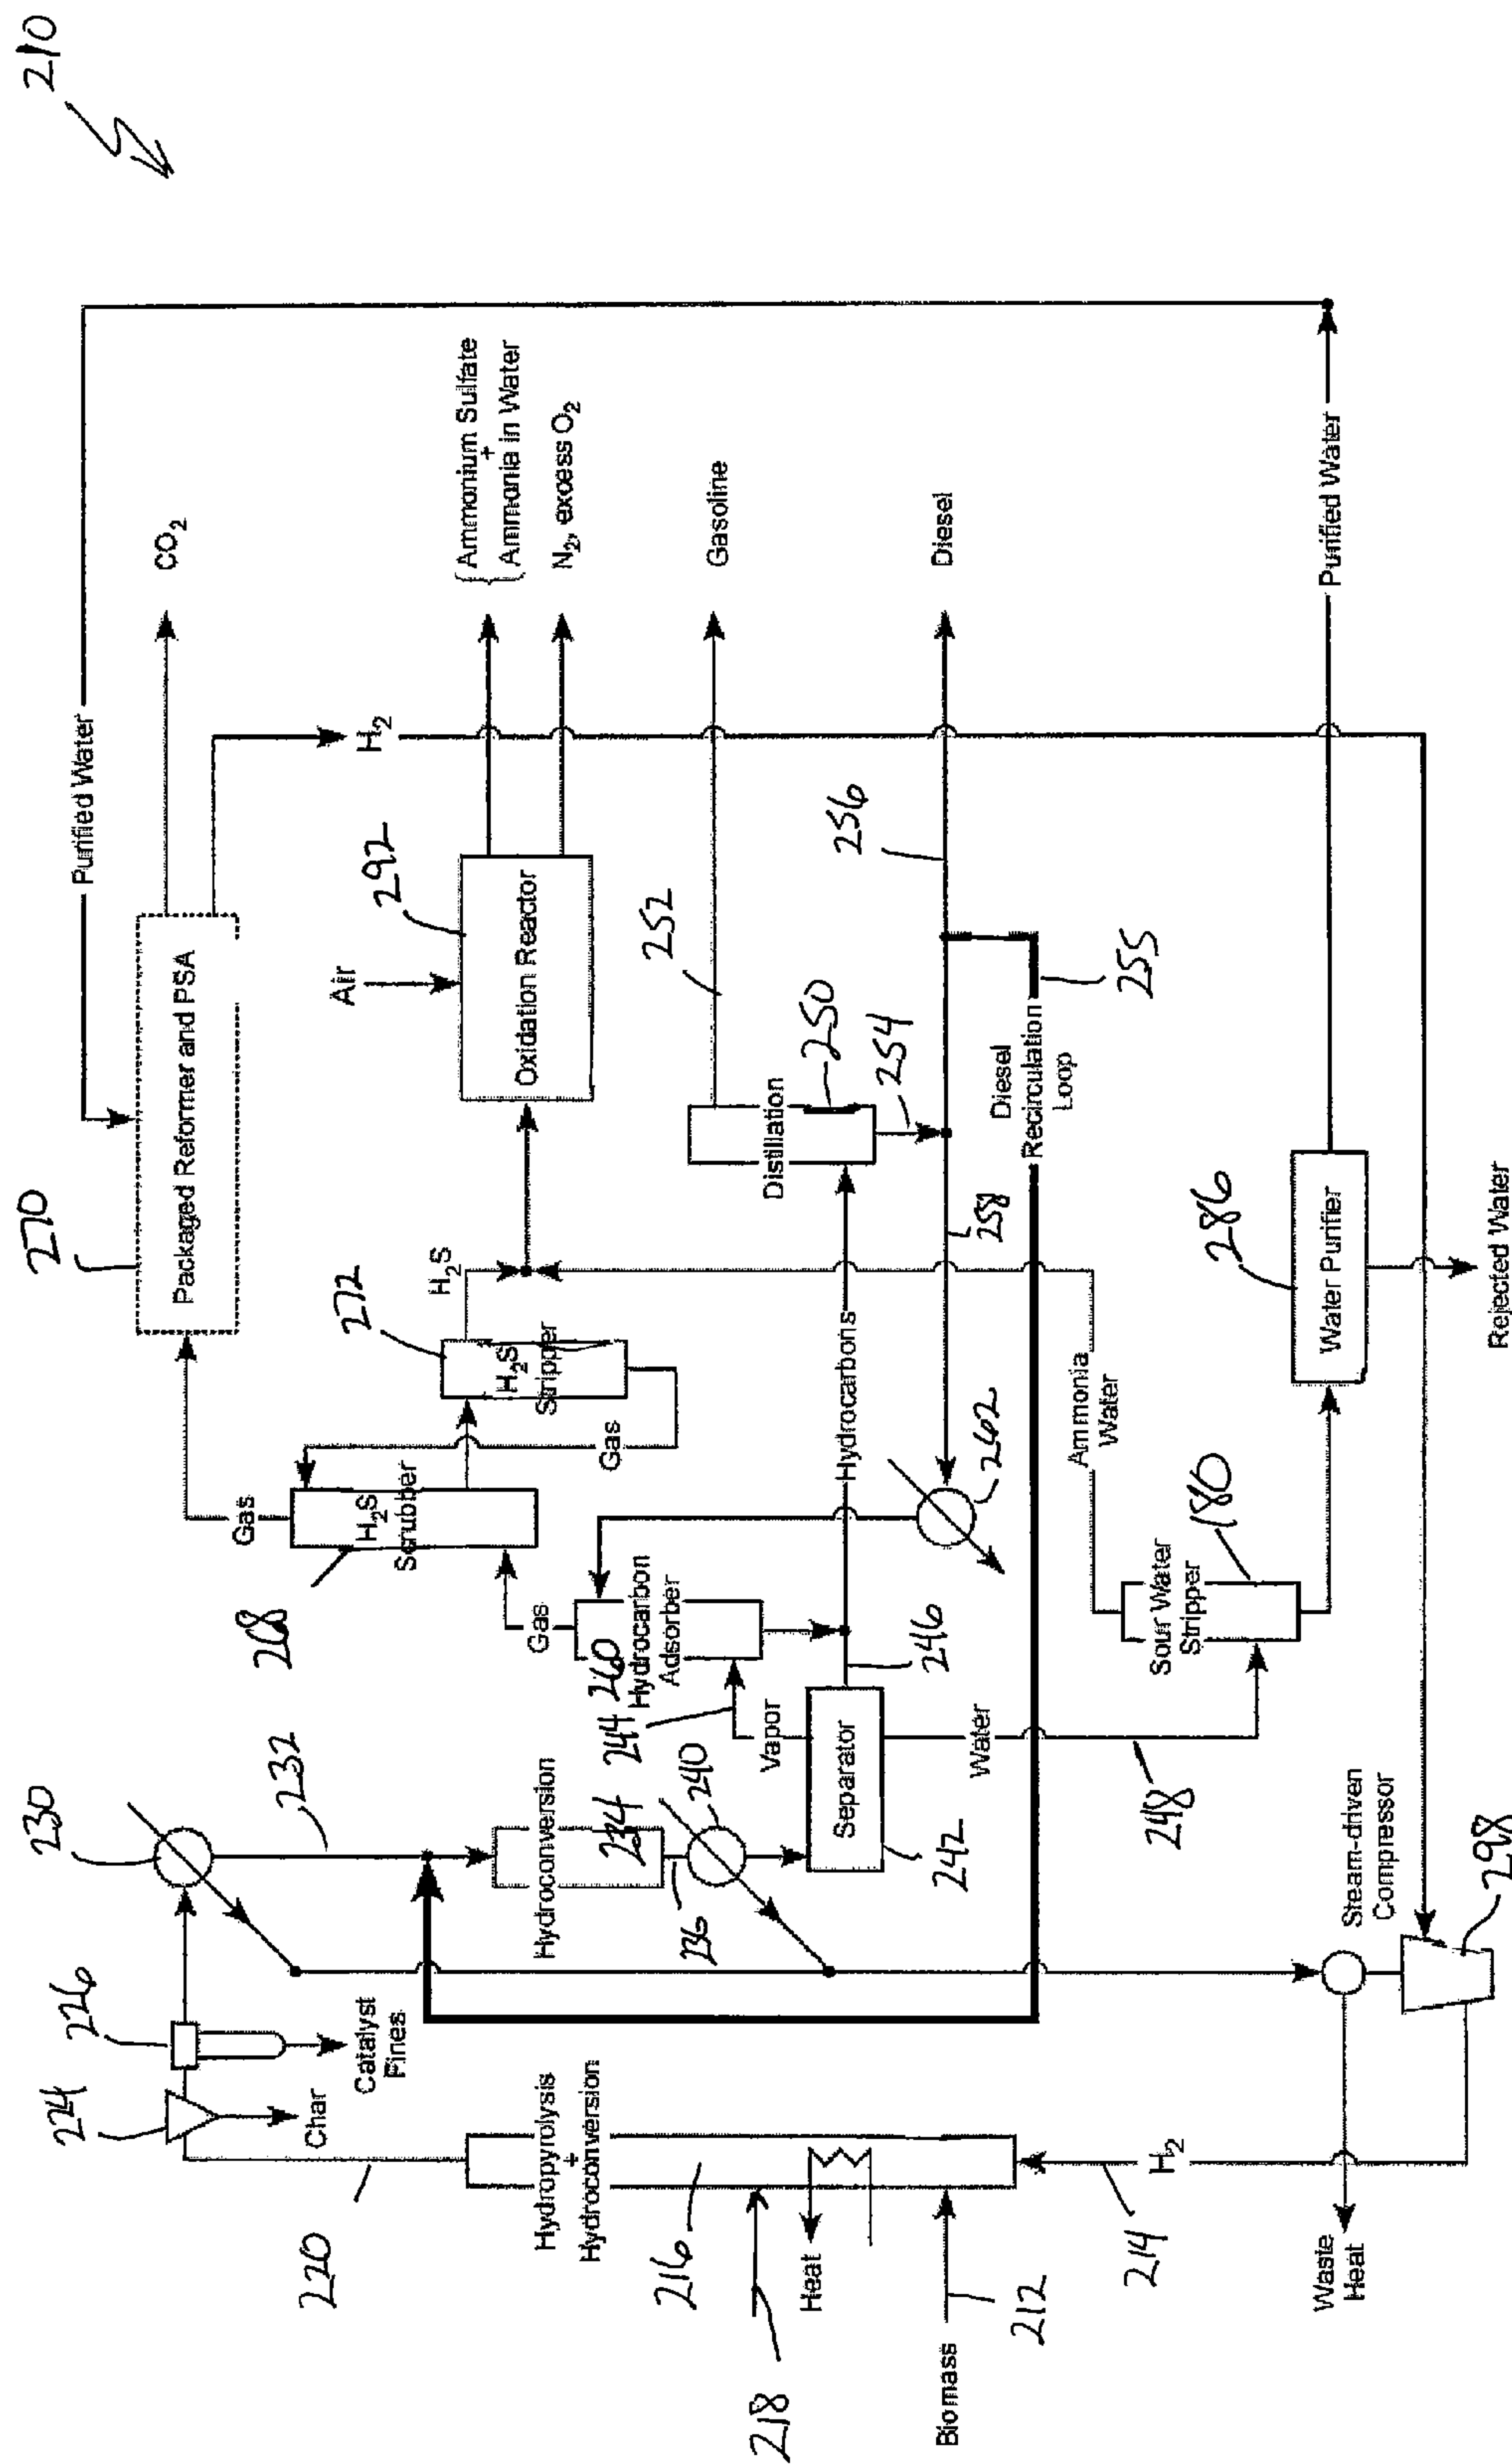 210
Purified Water
270
Packaged Reformer and PSA
CO2
H2
Gas
H2S
Scrubber
268
272
H2S
Stripper
H2S
Gas
Air
292
Oxidation Reactor
Ammonium Sulfate
+
Ammonia in Water
N2, excess O2
230
232
226
224
Catalyst
Fines
Char
220
Hydropyrolysis
+
Hydroconversion
216
218
Heat
Biomass
212
214
H2
Waste
Heat
Hydroconversion
234
236
240
Separator
242
Vapor
244
260
Hydrocarbon
Adsorber
Gas
246
Hydrocarbons
Distillation
250
252
Gasoline
254
256
Diesel
258
262
Diesel
Recirculation
Loop
255
Water
248
Sour Water
Stripper
180
Ammonia
Water
286
Water Purifier
Purified Water
Rejected Water
Steam-driven
Compressor
298